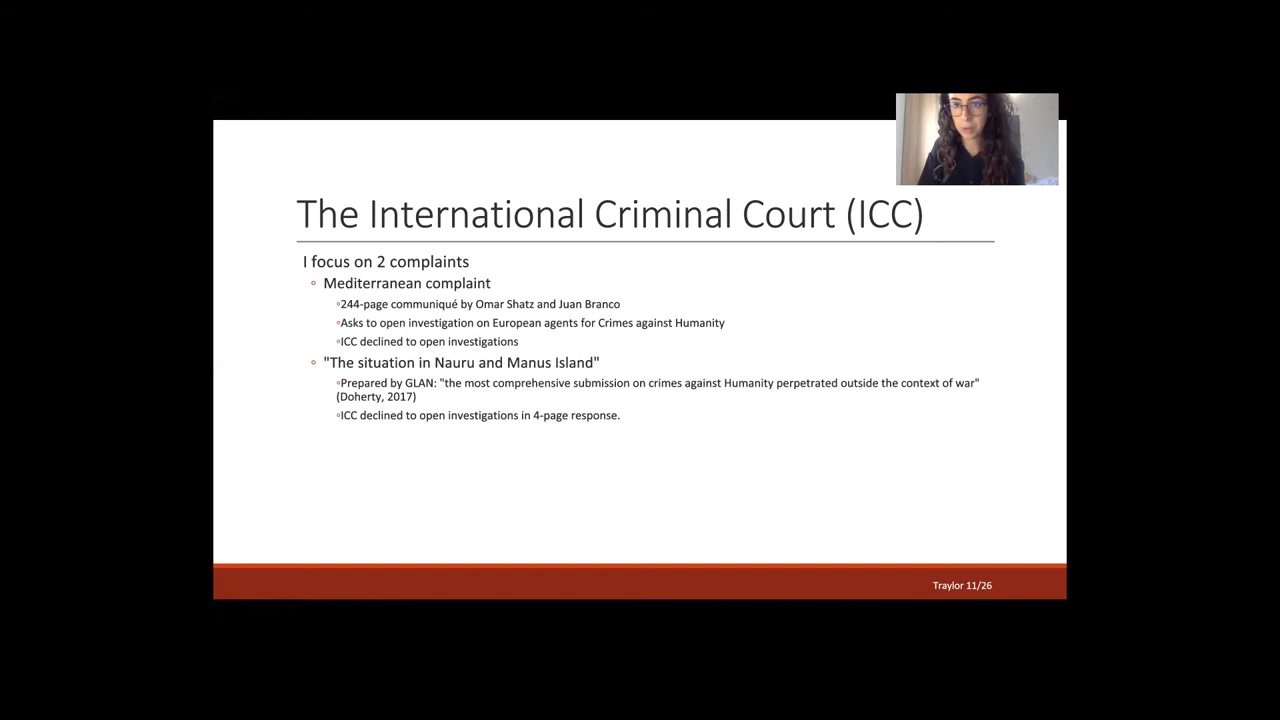 The International Criminal Court (ICC)
I focus on 2 complaints
◦ Mediterranean complaint
◦244-page communiqué by Omar Shatz and Juan Branco
◦Asks to open investigation on European agents for Crimes against Humanity
◦ICC declined to open investigations
◦ "The situation in Nauru and Manus Island"
◦Prepared by GLAN: "the most comprehensive submission on crimes against Humanity perpetrated outside the context of war"
(Doherty, 2017)
◦ICC declined to open investigations in 4-page response.
Traylor 11/26